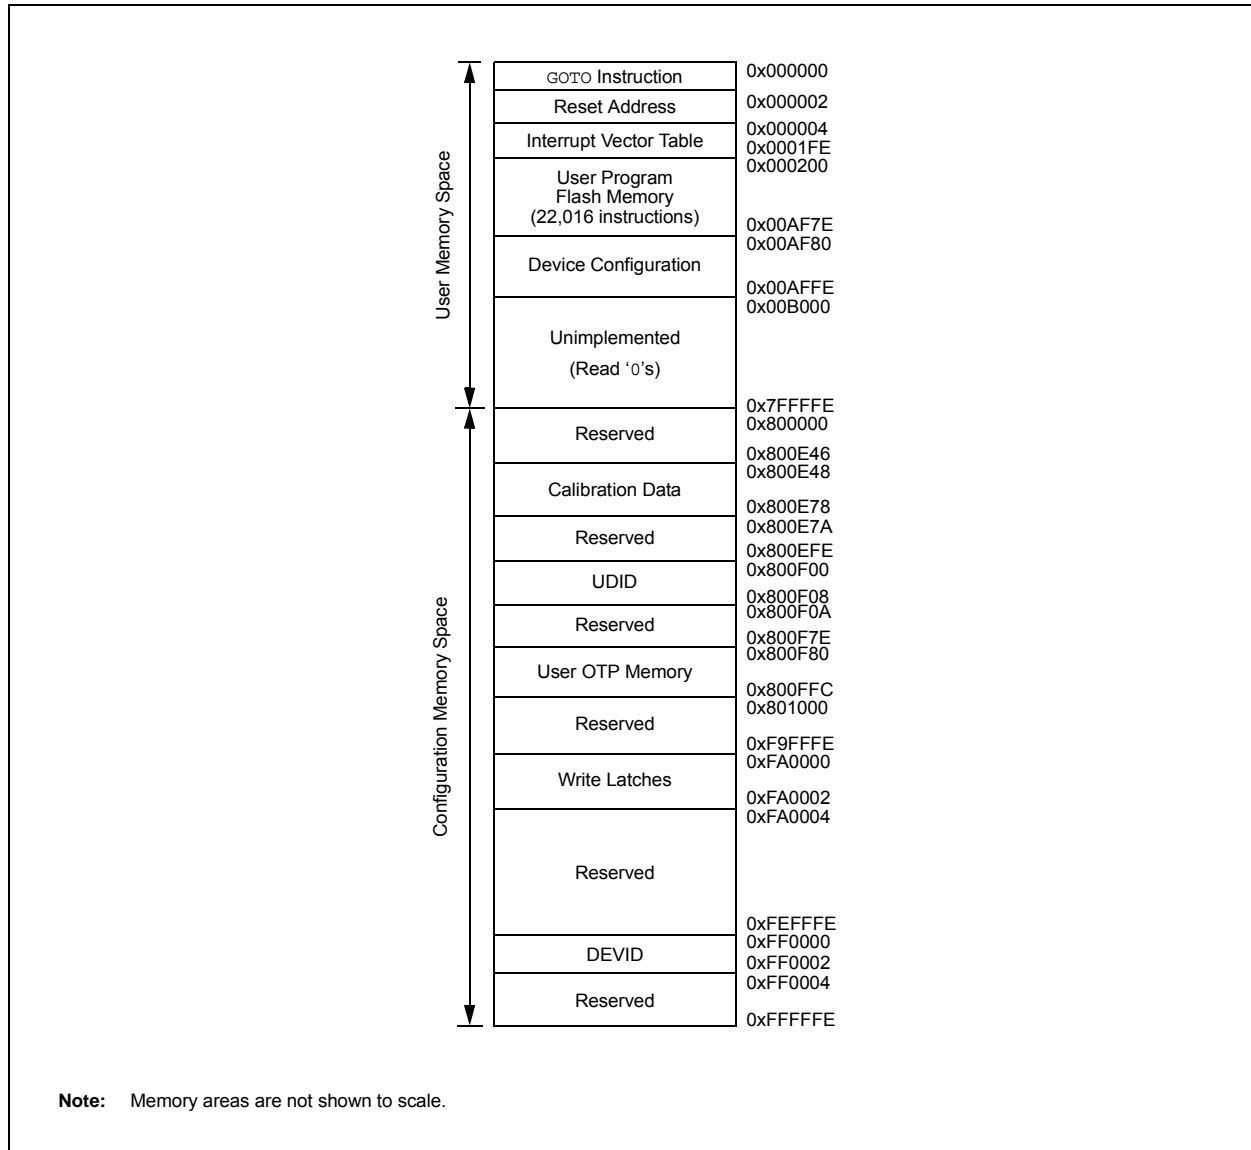 GOTO Instruction
0x000000
Reset Address
0x000002
Interrupt Vector Table
0x000004
0x0001FE
User Program
Flash Memory
(22,016 instructions)
0x000200
0x00AF7E
Device Configuration
0x00AF80
0x00AFFE
Unimplemented
(Read ‘0’s)
0x00B000
0x7FFFFE
User Memory Space
Reserved
0x800000
0x800E46
Calibration Data
0x800E48
0x800E78
Reserved
0x800E7A
0x800EFE
UDID
0x800F00
0x800F08
Reserved
0x800F0A
0x800F7E
User OTP Memory
0x800F80
0x800FFC
Reserved
0x801000
0xF9FFFE
Write Latches
0xFA0000
0xFA0002
Reserved
0xFA0004
0xFEFFFE
DEVID
0xFF0000
0xFF0002
Reserved
0xFF0004
0xFFFFFE
Configuration Memory Space
Note: Memory areas are not shown to scale.